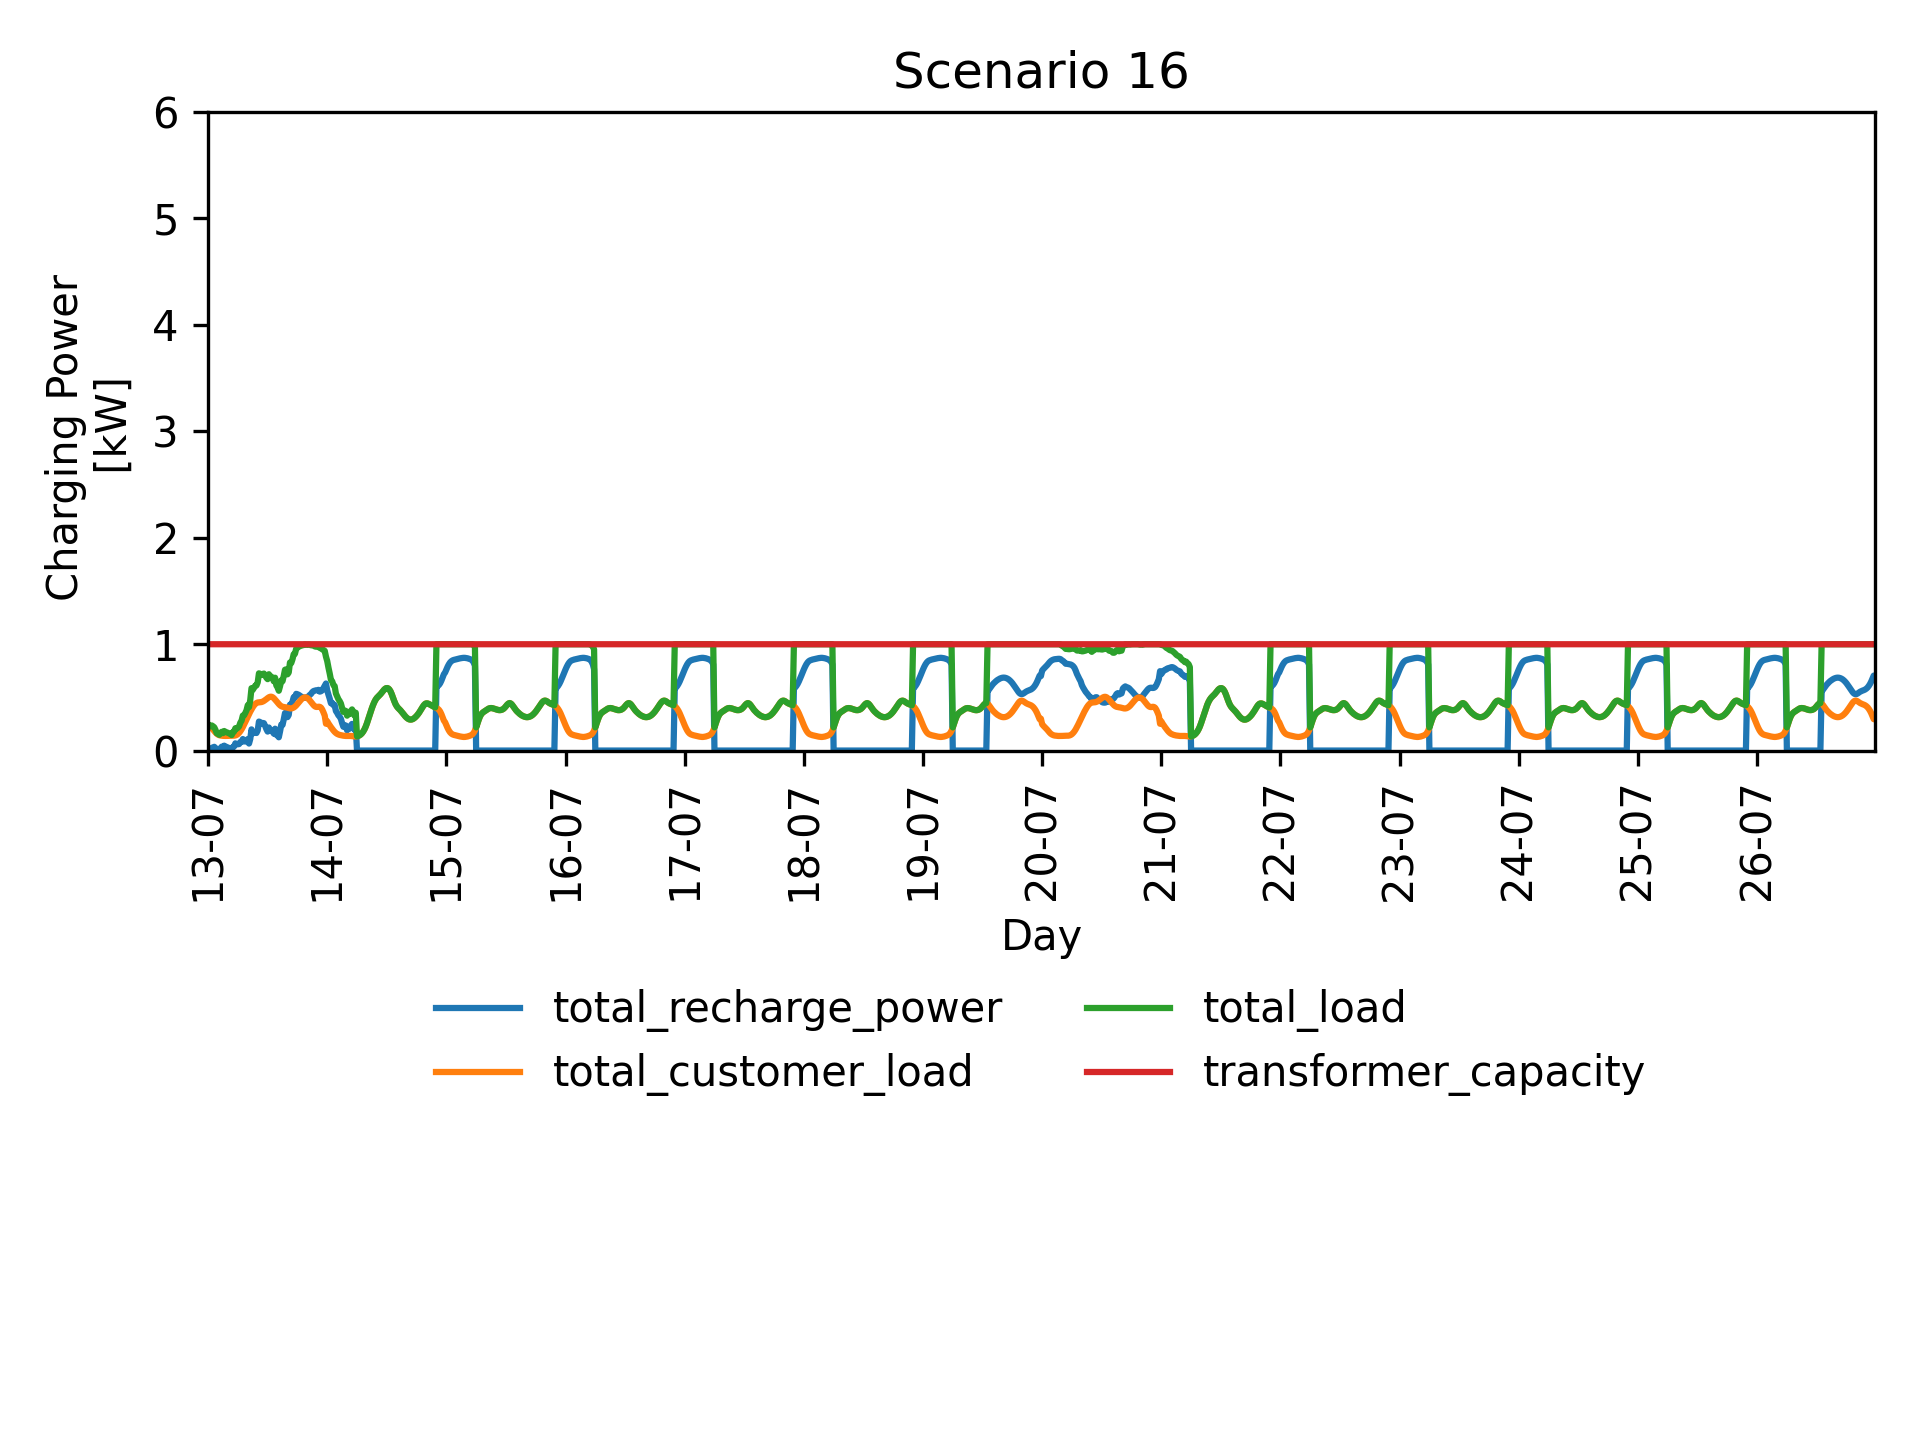 Scenario 16
6
5
4
3
2
1
0
Charging Power
[kW]
13-07
14-07
15-07
16-07
17-07
18-07
19-07
20-07
21-07
22-07
23-07
24-07
25-07
26-07
Day
total_recharge_power
total_customer_load
total_load
transformer_capacity